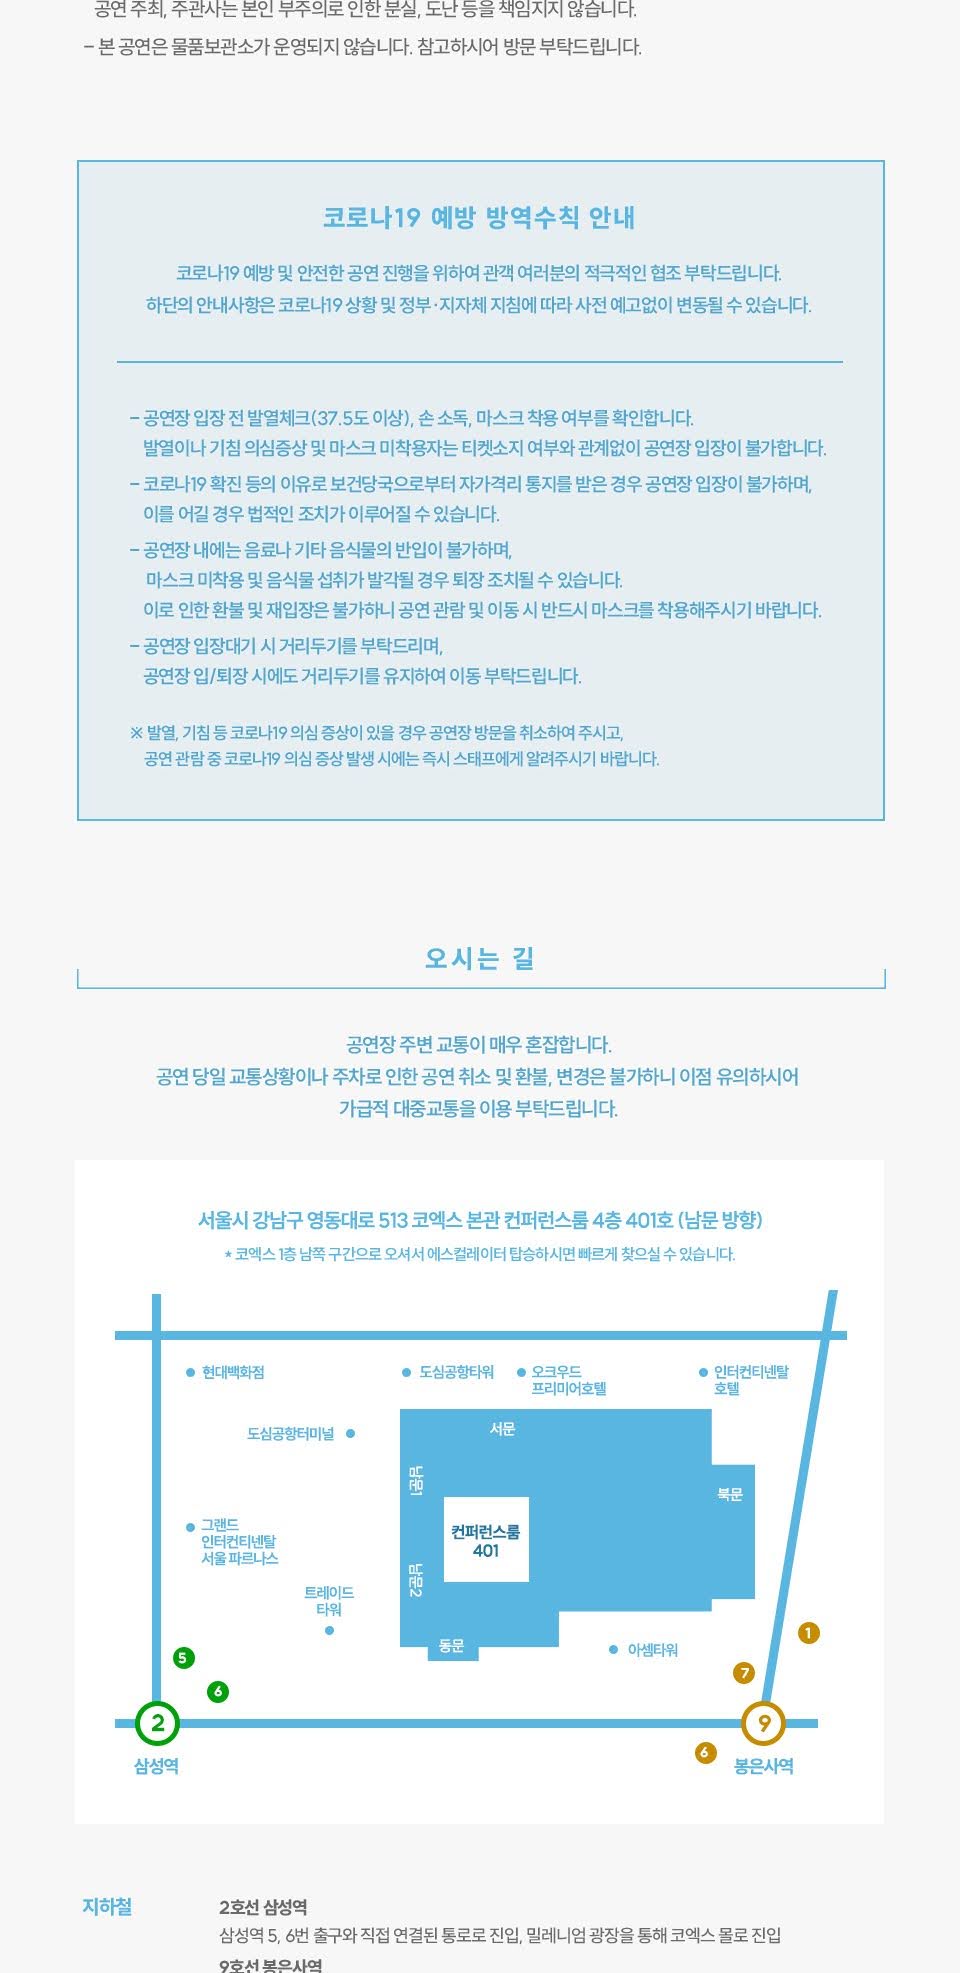 공연 주최, 주관사는 본인 부주의로 인한 분실, 도난 등을 책임지지 않습니다.
- 본 공연은 물품보관소가 운영되지 않습니다. 참고하시어 방문 부탁드립니다.
코로나19 예방 방역수칙 안내
코로나19 예방 및 안전한 공연 진행을 위하여 관객 여러분의 적극적인 협조 부탁드립니다.
하단의 안내사항은 코로나19 상황 및 정부·지자체 지침에 따라 사전 예고없이 변동될 수 있습니다.
- 공연장 입장 전 발열체크(37.5도 이상), 손 소독, 마스크 착용 여부를 확인합니다.
발열이나 기침 의심증상 및 마스크 미착용자는 티켓소지 여부와 관계없이 공연장 입장이 불가합니다.
- 코로나19 확진 등의 이유로 보건당국으로부터 자가격리 통지를 받은 경우 공연장 입장이 불가하며,
이를 어길 경우 법적인 조치가 이루어질 수 있습니다.
- 공연장 내에는 음료나 기타 음식물의 반입이 불가하며,
마스크 미착용 및 음식물 섭취가 발각될 경우 퇴장 조치될 수 있습니다.
이로 인한 환불 및 재입장은 불가하니 공연 관람 및 이동 시 반드시 마스크를 착용해주시기 바랍니다.
- 공연장 입장대기 시 거리두기를 부탁드리며,
공연장 입/퇴장 시에도 거리두기를 유지하여 이동 부탁드립니다.
※ 발열, 기침 등 코로나19 의심 증상이 있을 경우 공연장 방문을 취소하여 주시고,
공연 관람 중 코로나19 의심 증상 발생 시에는 즉시 스태프에게 알려주시기 바랍니다.
오시는 길
공연장 주변 교통이 매우 혼잡합니다.
공연 당일 교통상황이나 주차로 인한 공연 취소 및 환불, 변경은 불가하니 이점 유의하시어
가급적 대중교통을 이용 부탁드립니다.
서울시 강남구 영동대로 513 코엑스 본관 컨퍼런스룸 4층 401호 (남문 방향)
* 코엑스 1층 남쪽 구간으로 오셔서 에스컬레이터 탑승하시면 빠르게 찾으실 수 있습니다.
현대백화점
도심공항타워
오크우드
프리미어호텔
인터컨티넨탈
호텔
도심공항터미널
서문
남문1
북문
그랜드
인터컨티넨탈
서울 파르나스
컨퍼런스룸
401
남문2
트레이드
타워
동문
아셈타워
1
5
7
6
2
9
6
삼성역
봉은사역
지하철
2호선 삼성역
삼성역 5, 6번 출구와 직접 연결된 통로로 진입, 밀레니엄 광장을 통해 코엑스 몰로 진입
9호선 봉은사역